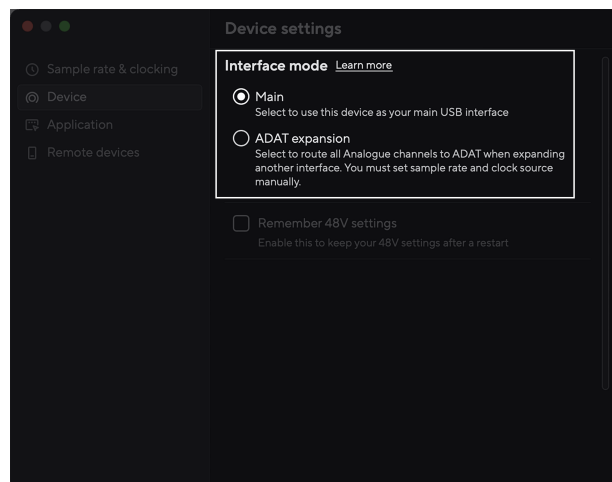 Device settings
Sample rate & clocking
Device
Application
Remote devices
Interface mode Learn more
Main
Select to use this device as your main USB interface
ADAT expansion
Select to route all Analogue channels to ADAT when expanding
another interface. You must set sample rate and clock source
manually.
Remember 48V settings
Enable this to keep your 48V settings after a restart